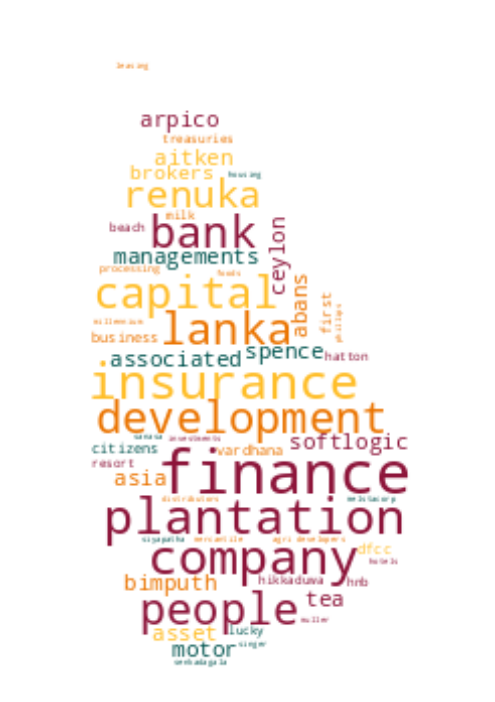 leasing
arpico
treasuries
aitken
brokers housing
renuka
milk
beach bank ceylon
managements
processing foods
capital abans first phillips
millenium
business lanka
associated spence hatton
insurance
development
sanasa investments softlogic
citizens vardhana
resort finance
asia
distributors melstacorp
plantation
siyapatha mercantile agri developers
company dfcc
hotels
bimputh hikkaduwa hnb
people tea
muller
asset lucky
motor singer
senkadagala